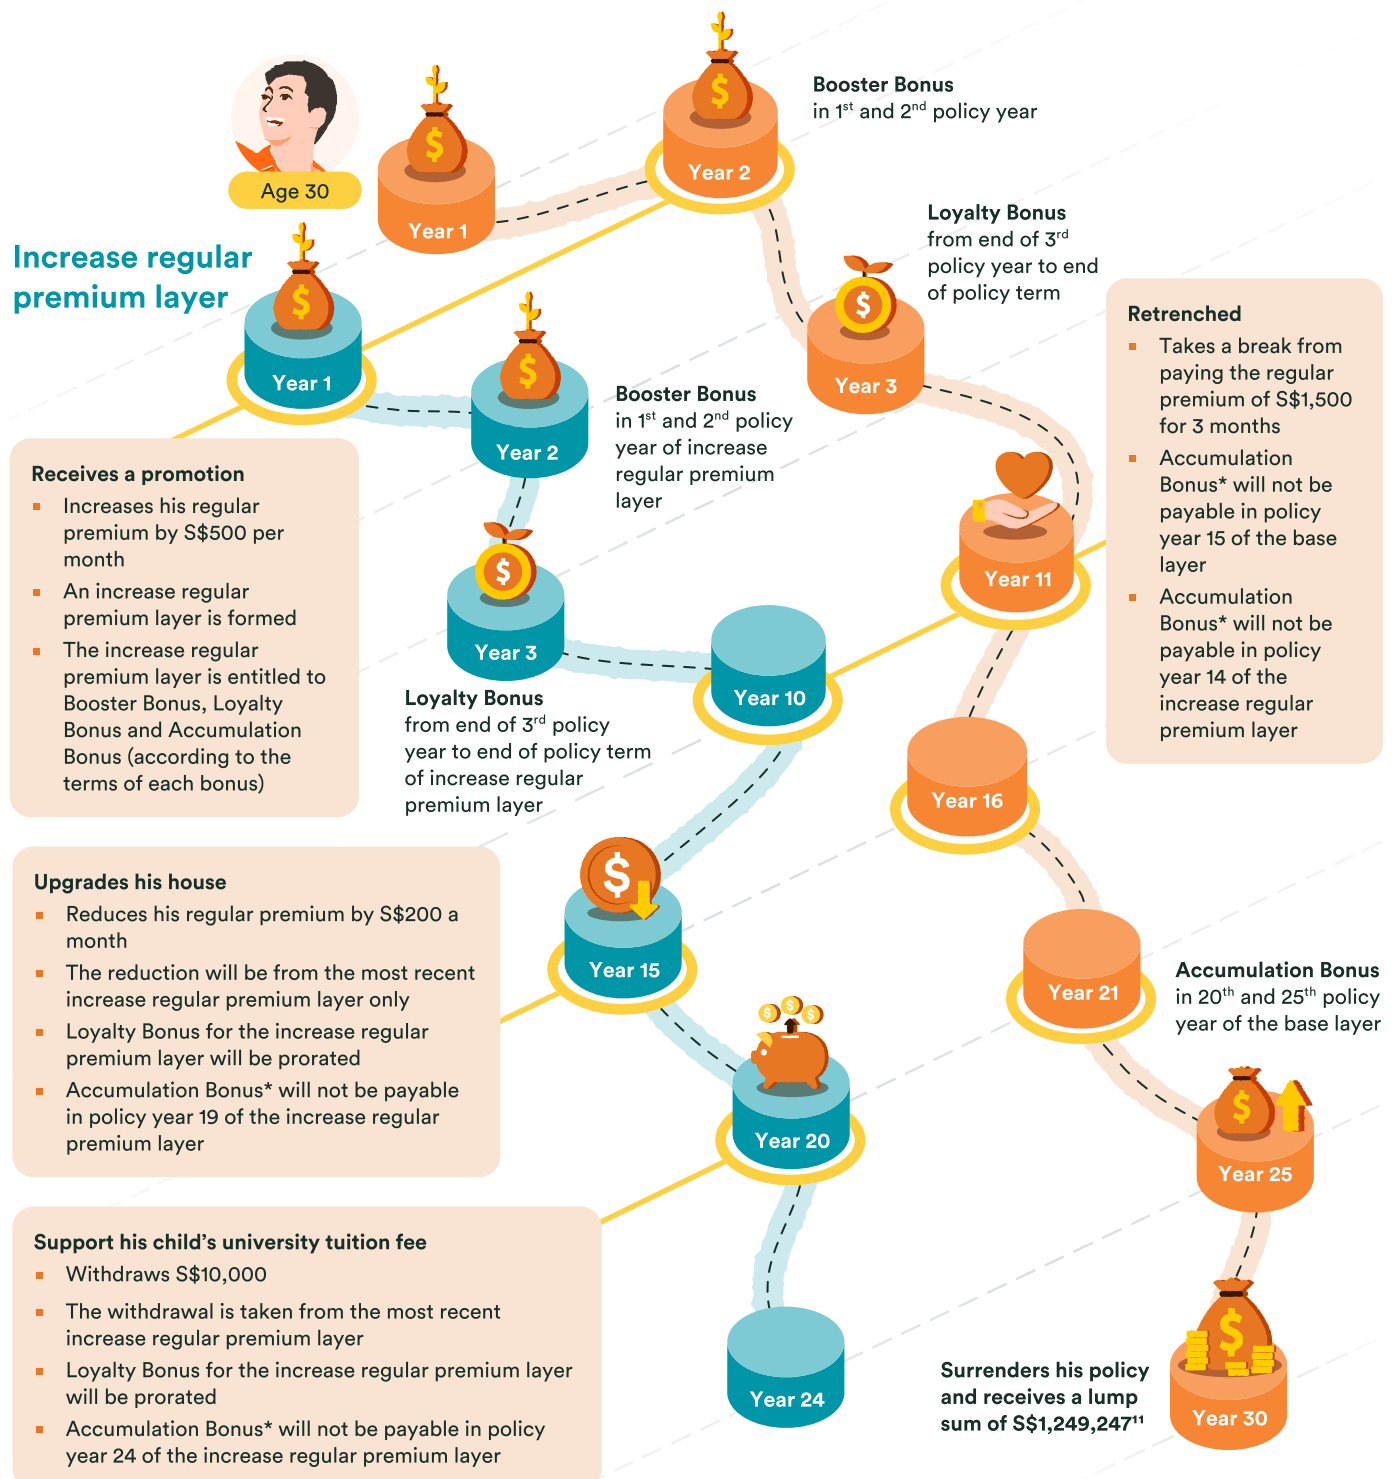 Age 30
Year 1
Year 2
Booster Bonus
in 1st and 2nd policy year
Loyalty Bonus
from end of 3rd
policy year to end
of policy term
Year 3
Increase regular
premium layer
Year 1
Year 2
Booster Bonus
in 1st and 2nd policy
year of increase
regular premium
layer
Retrenched
▪ Takes a break from
paying the regular
premium of S$1,500
for 3 months
▪ Accumulation
Bonus* will not be
payable in policy
year 15 of the base
layer
▪ Accumulation
Bonus* will not be
payable in policy
year 14 of the
increase regular
premium layer
Receives a promotion
▪ Increases his regular
premium by S$500 per
month
▪ An increase regular
premium layer is formed
▪ The increase regular
premium layer is entitled to
Booster Bonus, Loyalty
Bonus and Accumulation
Bonus (according to the
terms of each bonus)
Year 3
Loyalty Bonus
from end of 3rd policy
year to end of policy term
of increase regular
premium layer
Year 10
Year 11
Year 16
Upgrades his house
▪ Reduces his regular premium by S$200 a
month
▪ The reduction will be from the most recent
increase regular premium layer only
▪ Loyalty Bonus for the increase regular
premium layer will be prorated
▪ Accumulation Bonus* will not be payable
in policy year 19 of the increase regular
premium layer
$
Year 15
Year 21
Accumulation Bonus
in 20th and 25th policy
year of the base layer
Year 20
Year 25
Support his child’s university tuition fee
▪ Withdraws S$10,000
▪ The withdrawal is taken from the most recent
increase regular premium layer
▪ Loyalty Bonus for the increase regular premium layer
will be prorated
▪ Accumulation Bonus* will not be payable in policy
year 24 of the increase regular premium layer
Year 24
Surrenders his policy
and receives a lump
sum of S$1,249,247¹¹
Year 30